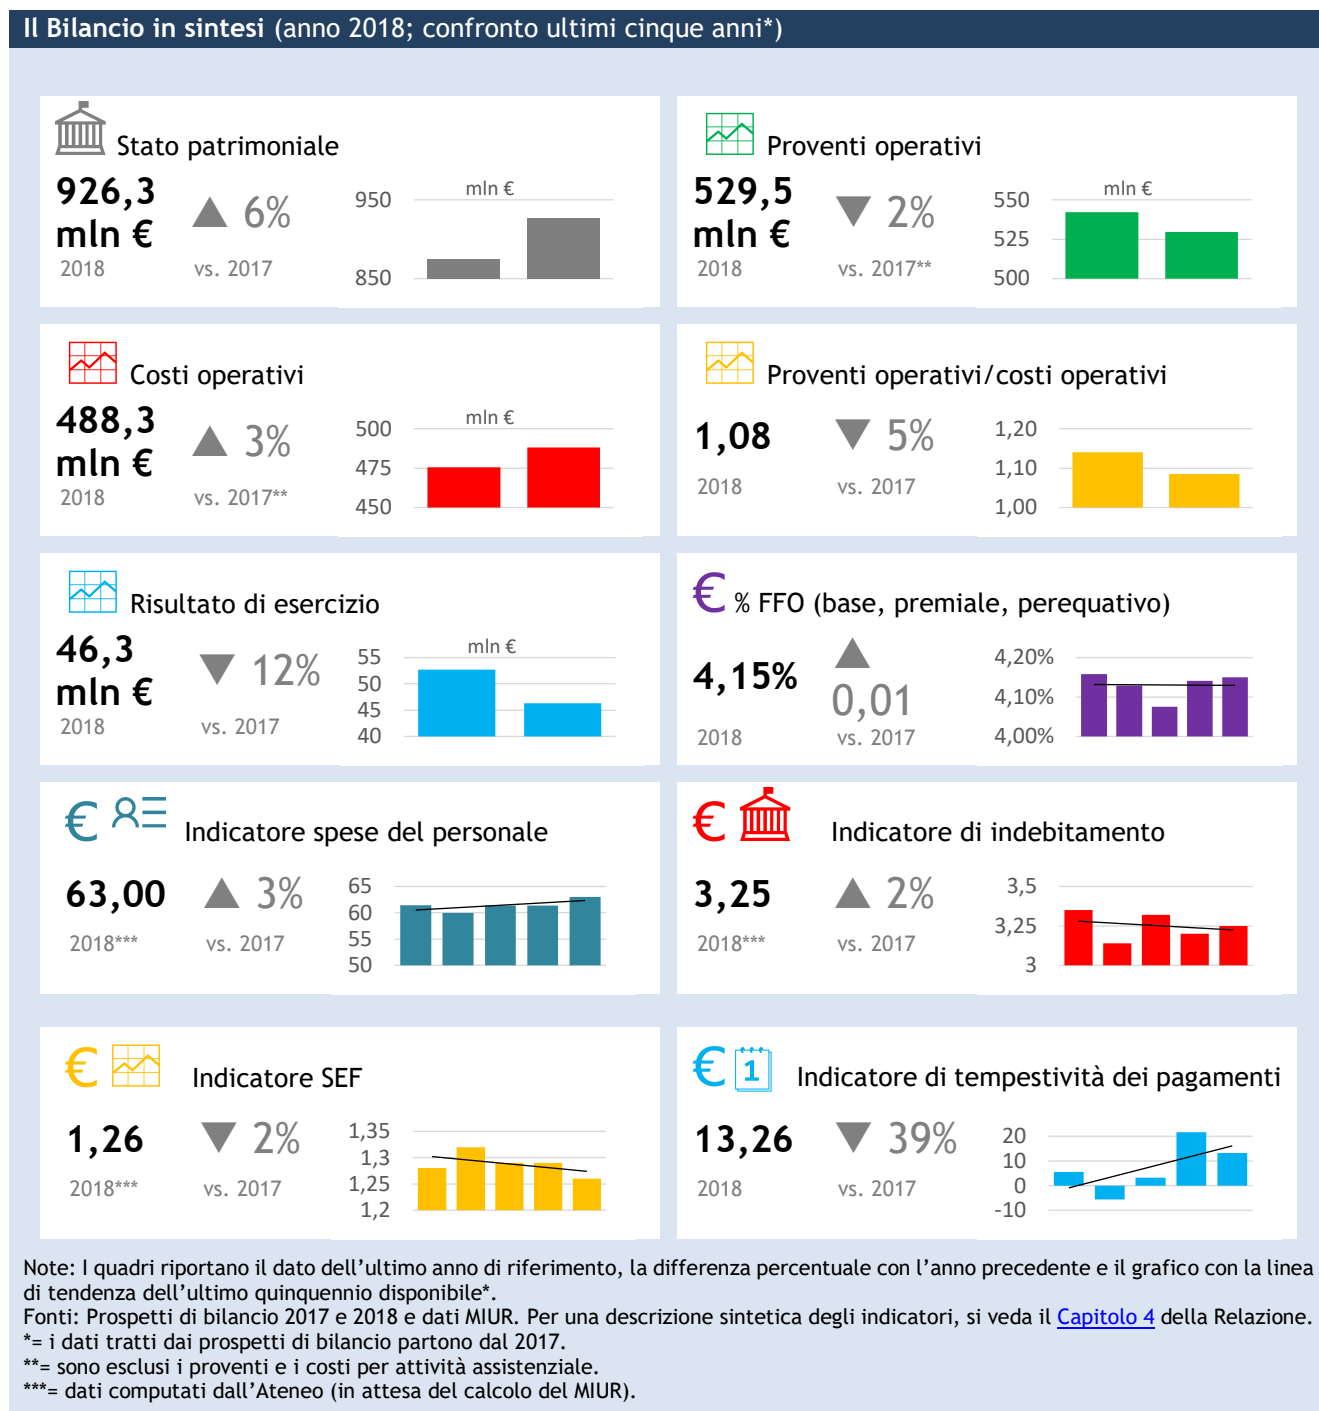 Il Bilancio in sintesi (anno 2018; confronto ultimi cinque anni*)
Stato patrimoniale
926,3
mln €
2018
▲ 6%
vs. 2017
mln €
950
850
Proventi operativi
529,5
mln €
2018
▼ 2%
vs. 2017**
mln €
550
525
500
Costi operativi
488,3
mln €
2018
▲ 3%
vs. 2017**
mln €
500
475
450
Proventi operativi/costi operativi
1,08
2018
▼ 5%
vs. 2017
1,20
1,10
1,00
Risultato di esercizio
46,3
mln €
2018
▼ 12%
vs. 2017
mln €
55
50
45
40
€ % FFO (base, premiale, perequativo)
4,15%
2018
▲
0,01
vs. 2017
4,20%
4,10%
4,00%
€ Indicatore spese del personale
63,00
2018***
▲ 3%
vs. 2017
65
60
55
50
€ Indicatore di indebitamento
3,25
2018***
▲ 2%
vs. 2017
3,5
3,25
3
€ Indicatore SEF
1,26
2018***
▼ 2%
vs. 2017
1,35
1,3
1,25
1,2
€ 1 Indicatore di tempestività dei pagamenti
13,26
2018
▼ 39%
vs. 2017
20
10
0
-10
Note: I quadri riportano il dato dell’ultimo anno di riferimento, la differenza percentuale con l’anno precedente e il grafico con la linea
di tendenza dell’ultimo quinquennio disponibile*.
Fonti: Prospetti di bilancio 2017 e 2018 e dati MIUR. Per una descrizione sintetica degli indicatori, si veda il Capitolo 4 della Relazione.
*= i dati tratti dai prospetti di bilancio partono dal 2017.
**= sono esclusi i proventi e i costi per attività assistenziale.
***= dati computati dall’Ateneo (in attesa del calcolo del MIUR).